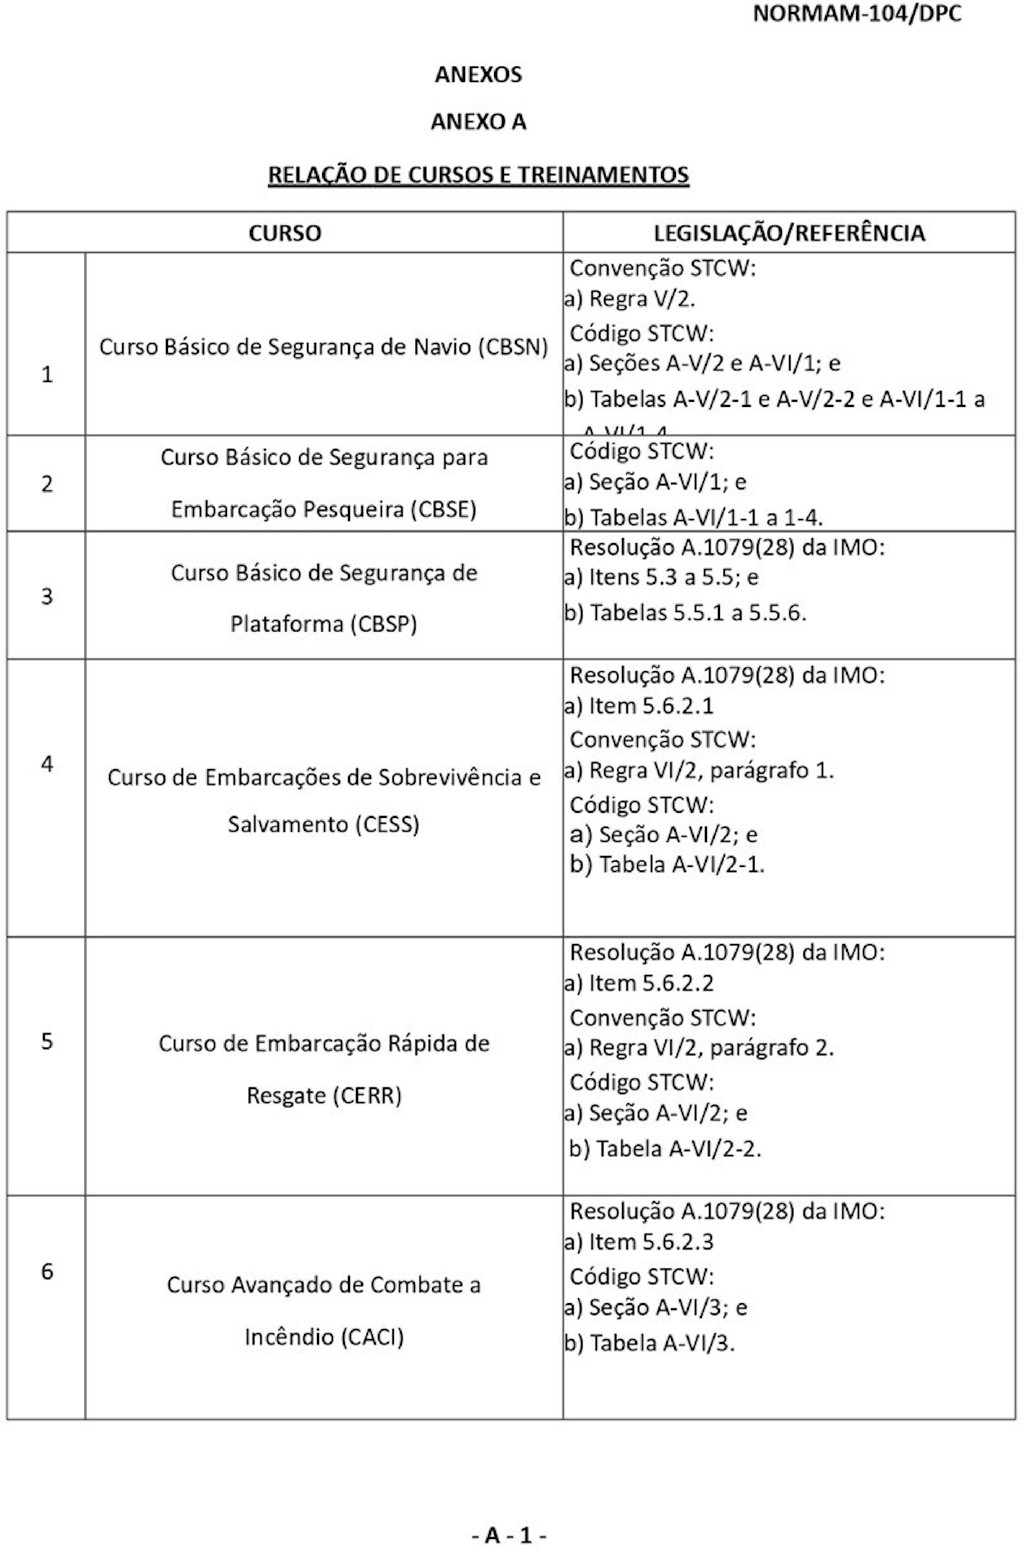 NORMAM-104/DPC
ANEXOS
ANEXO A
RELAÇÃO DE CURSOS E TREINAMENTOS
CURSO
LEGISLAÇÃO/REFERÊNCIA
1
Curso Básico de Segurança de Navio (CBSN)
Convenção STCW:
a) Regra V/2.
Código STCW:
a) Seções A-V/2 e A-VI/1; e
b) Tabelas A-V/2-1 e A-V/2-2 e A-VI/1-1 a
A-VI/1-4
2
Curso Básico de Segurança para
Embarcação Pesqueira (CBSE)
Código STCW:
a) Seção A-VI/1; e
b) Tabelas A-VI/1-1 a 1-4.
3
Curso Básico de Segurança de
Plataforma (CBSP)
Resolução A.1079(28) da IMO:
a) Itens 5.3 a 5.5; e
b) Tabelas 5.5.1 a 5.5.6.
4
Curso de Embarcações de Sobrevivência e
Salvamento (CESS)
Resolução A.1079(28) da IMO:
a) Item 5.6.2.1
Convenção STCW:
a) Regra VI/2, parágrafo 1.
Código STCW:
a) Seção A-VI/2; e
b) Tabela A-VI/2-1.
5
Curso de Embarcação Rápida de
Resgate (CERR)
Resolução A.1079(28) da IMO:
a) Item 5.6.2.2
Convenção STCW:
a) Regra VI/2, parágrafo 2.
Código STCW:
a) Seção A-VI/2; e
b) Tabela A-VI/2-2.
6
Curso Avançado de Combate a
Incêndio (CACI)
Resolução A.1079(28) da IMO:
a) Item 5.6.2.3
Código STCW:
a) Seção A-VI/3; e
b) Tabela A-VI/3.
- A - 1 -